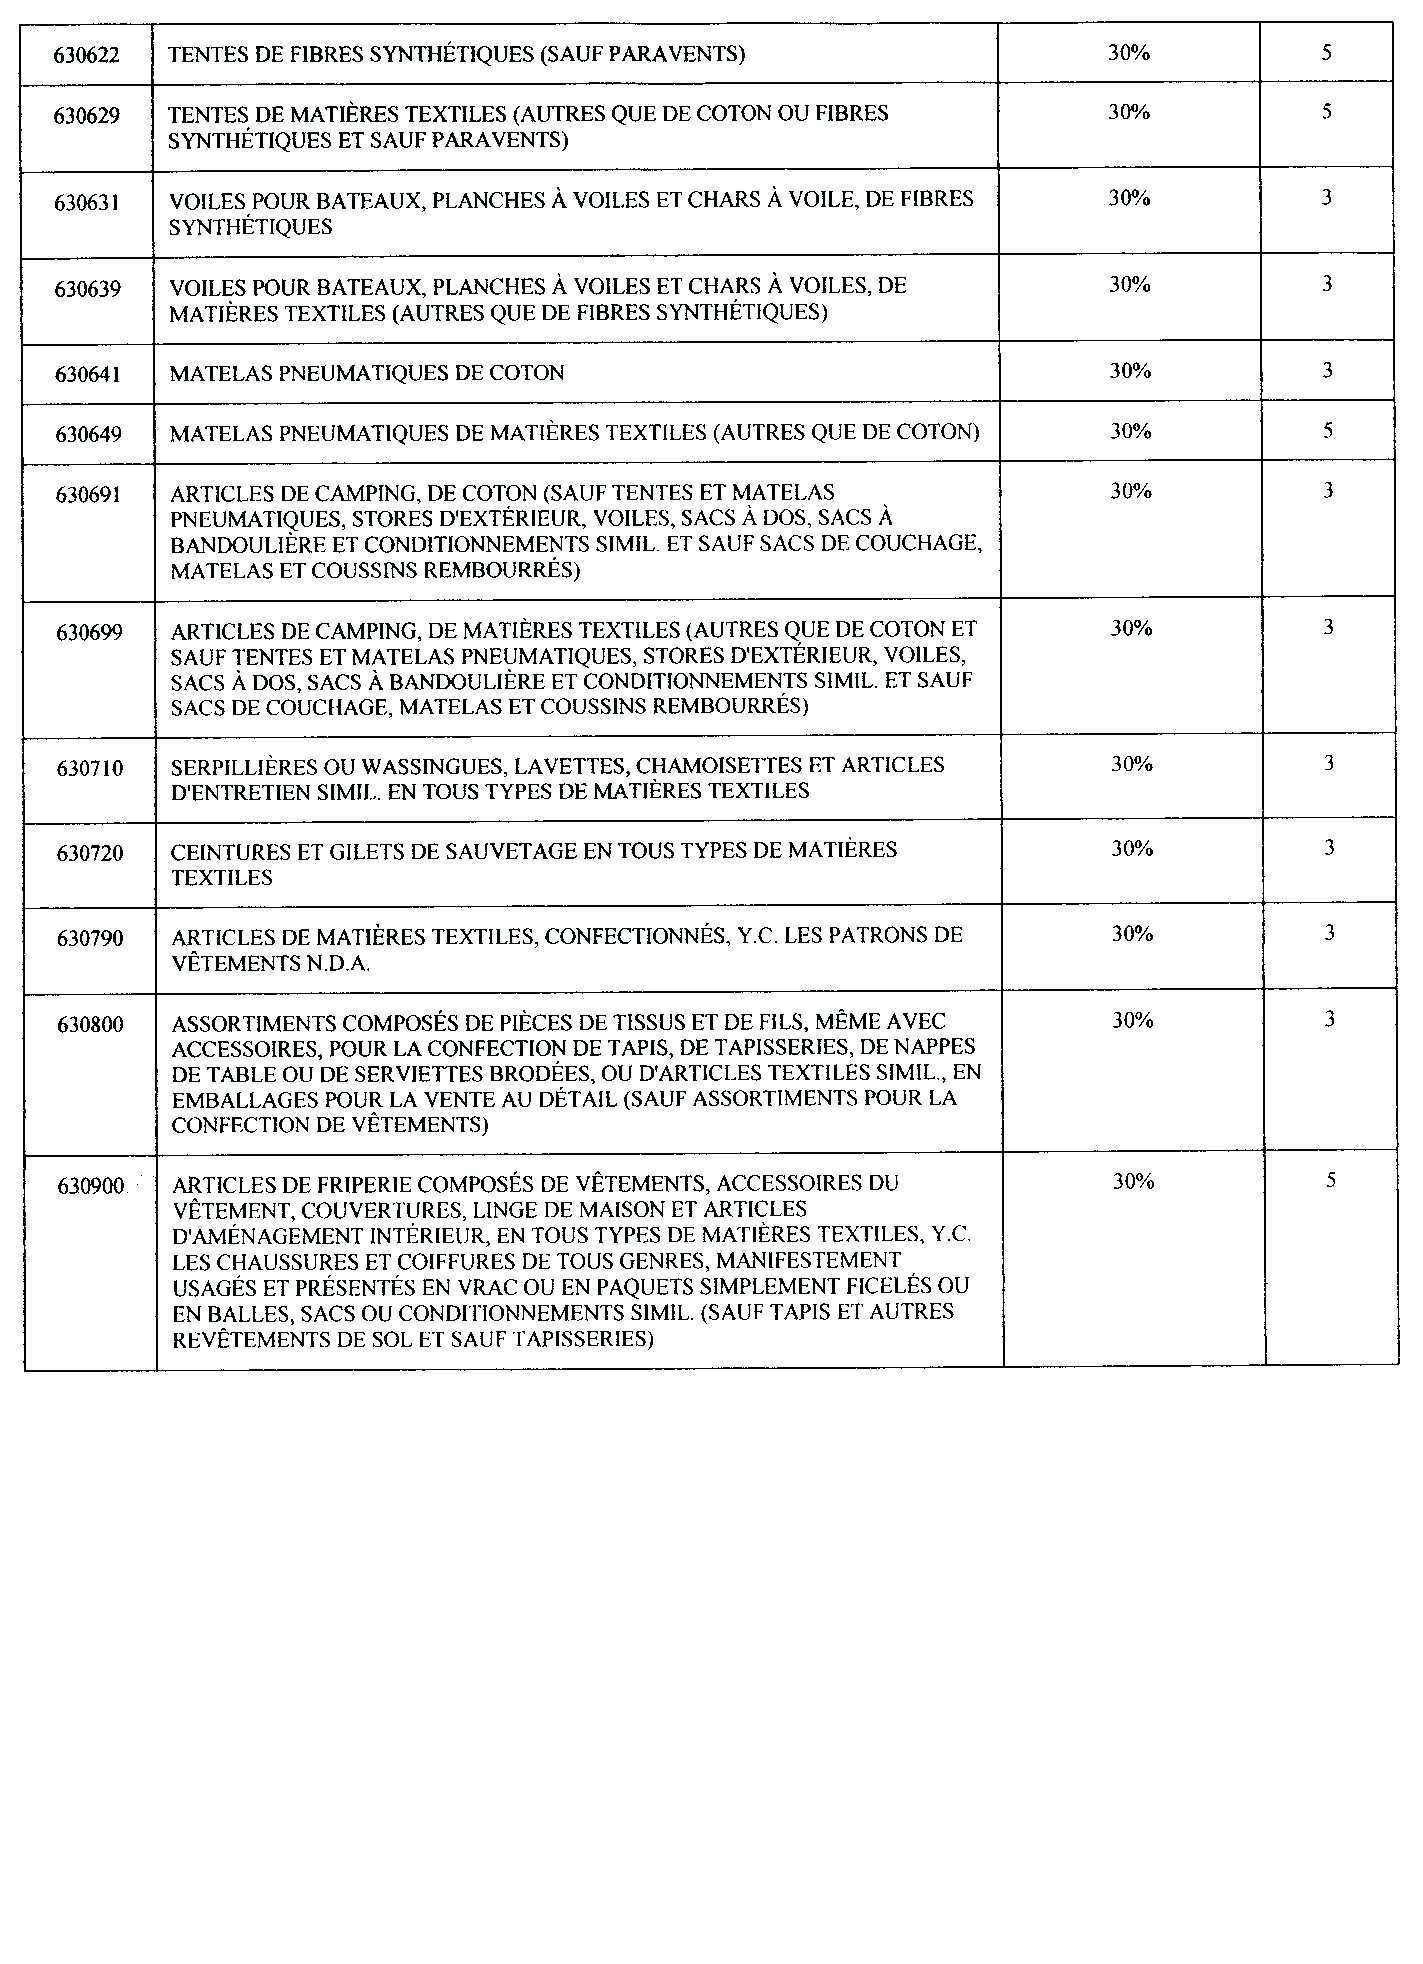 630622 TENTES DE FIBRES SYNTHÉTIQUES (SAUF PARAVENTS) 30% 5
630629 TENTES DE MATIÈRES TEXTILES (AUTRES QUE DE COTON OU FIBRES 30% 5
SYNTHÉTIQUES ET SAUF PARAVENTS)
630631 VOILES POUR BATEAUX, PLANCHES À VOILES ET CHARS À VOILE, DE FIBRES 30% 3
SYNTHÉTIQUES
630639 VOILES POUR BATEAUX, PLANCHES À VOILES ET CHARS À VOILES, DE 30% 3
MATIÈRES TEXTILES (AUTRES QUE DE FIBRES SYNTHÉTIQUES)
630641 MATELAS PNEUMATIQUES DE COTON 30% 3
630649 MATELAS PNEUMATIQUES DE MATIÈRES TEXTILES (AUTRES QUE DE COTON) 30% 5
630691 ARTICLES DE CAMPING, DE COTON (SAUF TENTES ET MATELAS 30% 3
PNEUMATIQUES, STORES D'EXTÉRIEUR, VOILES, SACS À DOS, SACS À
BANDOULIÈRE ET CONDITIONNEMENTS SIMIL. ET SAUF SACS DE COUCHAGE,
MATELAS ET COUSSINS REMBOURRÉS)
630699 ARTICLES DE CAMPING, DE MATIÈRES TEXTILES (AUTRES QUE DE COTON ET 30% 3
SAUF TENTES ET MATELAS PNEUMATIQUES, STORES D'EXTÉRIEUR, VOILES,
SACS À DOS, SACS À BANDOULIÈRE ET CONDITIONNEMENTS SIMIL. ET SAUF
SACS DE COUCHAGE, MATELAS ET COUSSINS REMBOURRÉS)
630710 SERPILLIÈRES OU WASSINGUES, LAVETTES, CHAMOISETTES ET ARTICLES 30% 3
D'ENTRETIEN SIMIL. EN TOUS TYPES DE MATIÈRES TEXTILES
630720 CEINTURES ET GILETS DE SAUVETAGE EN TOUS TYPES DE MATIÈRES 30% 3
TEXTILES
630790 ARTICLES DE MATIÈRES TEXTILES, CONFECTIONNÉS, Y.C. LES PATRONS DE 30% 3
VÊTEMENTS N.D.A.
630800 ASSORTIMENTS COMPOSÉS DE PIÈCES DE TISSUS ET DE FILS, MÊME AVEC 30% 3
ACCESSOIRES, POUR LA CONFECTION DE TAPIS, DE TAPISSERIES, DE NAPPES
DE TABLE OU DE SERVIETTES BRODÉES, OU D'ARTICLES TEXTILES SIMIL., EN
EMBALLAGES POUR LA VENTE AU DÉTAIL (SAUF ASSORTIMENTS POUR LA
CONFECTION DE VÊTEMENTS)
630900 ARTICLES DE FRIPERIE COMPOSÉS DE VÊTEMENTS, ACCESSOIRES DU 30% 5
VÊTEMENT, COUVERTURES, LINGE DE MAISON ET ARTICLES
D'AMÉNAGEMENT INTÉRIEUR, EN TOUS TYPES DE MATIÈRES TEXTILES, Y.C.
LES CHAUSSURES ET COIFFURES DE TOUS GENRES, MANIFESTEMENT
USAGÉS ET PRÉSENTÉS EN VRAC OU EN PAQUETS SIMPLEMENT FICELÉS OU
EN BALLES, SACS OU CONDITIONNEMENTS SIMIL. (SAUF TAPIS ET AUTRES
REVÊTEMENTS DE SOL ET SAUF TAPISSERIES)